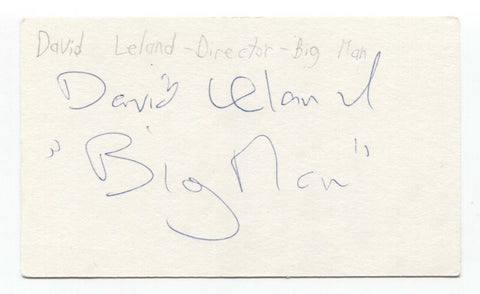 David Leland - Director - Big Man
David Leland
"Big Man"